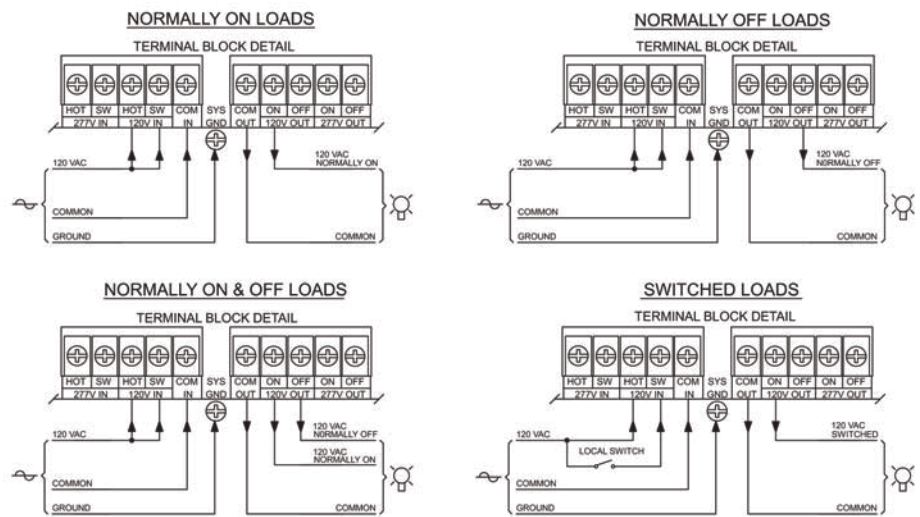 NORMALLY ON LOADS
TERMINAL BLOCK DETAIL
HOT SW HOT SW COM SYS COM ON OFF ON OFF
277V IN 120V IN IN GND OUT 120V OUT 277V OUT
120 VAC
120 VAC
NORMALLY ON
COMMON
GROUND
COMMON
NORMALLY OFF LOADS
TERMINAL BLOCK DETAIL
HOT SW HOT SW COM SYS COM ON OFF ON OFF
277V IN 120V IN IN GND OUT 120V OUT 277V OUT
120 VAC
120 VAC
NORMALLY OFF
COMMON
GROUND
COMMON
NORMALLY ON & OFF LOADS
TERMINAL BLOCK DETAIL
HOT SW HOT SW COM SYS COM ON OFF ON OFF
277V IN 120V IN IN GND OUT 120V OUT 277V OUT
120 VAC
120 VAC
NORMALLY OFF
120 VAC
NORMALLY ON
COMMON
GROUND
COMMON
SWITCHED LOADS
TERMINAL BLOCK DETAIL
HOT SW HOT SW COM SYS COM ON OFF ON OFF
277V IN 120V IN IN GND OUT 120V OUT 277V OUT
120 VAC
120 VAC
SWITCHED
LOCAL SWITCH
COMMON
GROUND
COMMON